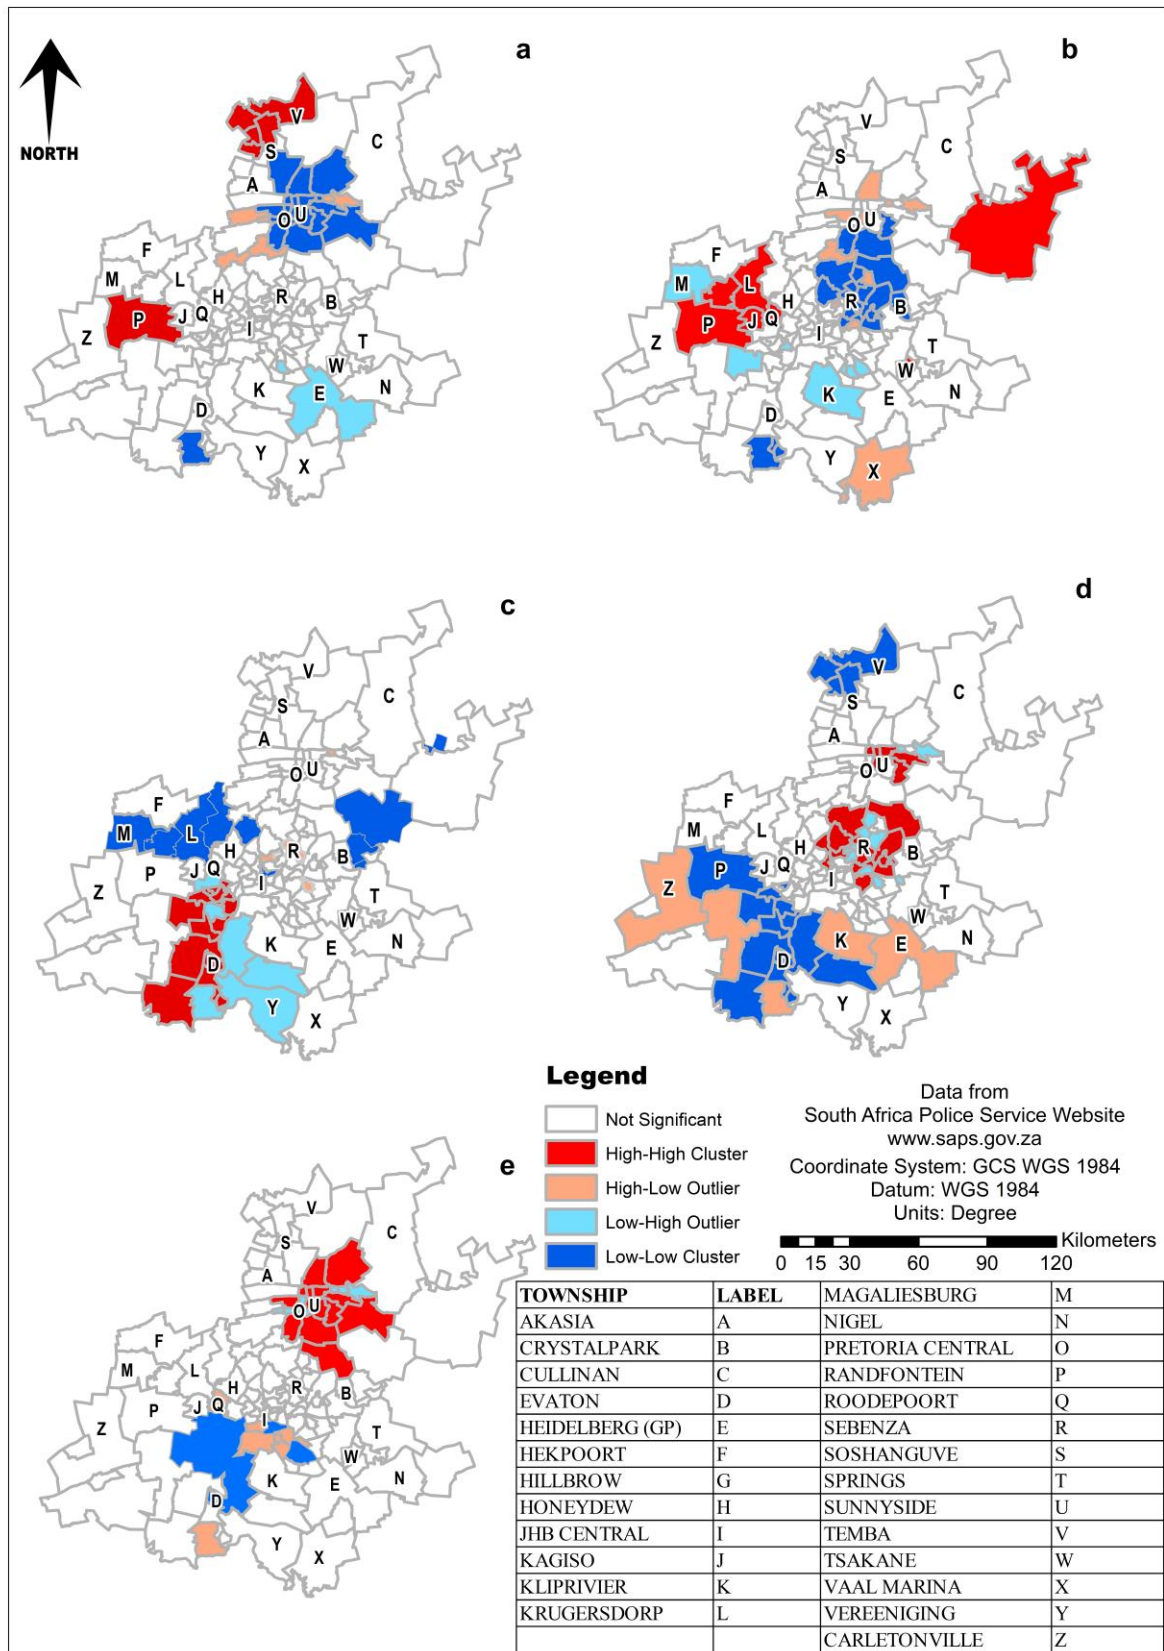 a
V
C
S
A
O U
F
M L
H R B
P J Q
Z I T
W
K E N
D
Y X
NORTH
b
V
C
S
A
O U
F
M L
H
R B
P J Q
Z I T
W
K E N
D
Y X
c
V
C
S
A
O U
F
M L
H R B
P J Q
Z I T
W
K E N
D
Y X
d
V
C
S
A
O U
F
M L
H R B
P J Q
Z I T
W
K E N
D
Y X
e
V
C
S
A
O U
F
M L
H R B
P J Q
Z I T
W
K E N
D
Y X
Legend
Not Significant
High-High Cluster
High-Low Outlier
Low-High Outlier
Low-Low Cluster
Data from
South Africa Police Service Website
www.saps.gov.za
Coordinate System: GCS WGS 1984
Datum: WGS 1984
Units: Degree
Kilometers
0 15 30 60 90 120
TOWNSHIP LABEL MAGALIESBURG M
AKASIA A NIGEL N
CRYSTALPARK B PRETORIA CENTRAL O
CULLINAN C RANDFONTEIN P
EVATON D ROODEPOORT Q
HEIDELBERG (GP) E SEBENZA R
HEKPOORT F SOSHANGUVE S
HILLBROW G SPRINGS T
HONEYDEW H SUNNYSIDE U
JHB CENTRAL I TEMBA V
KAGISO J TSAKANE W
KLIPRIVIER K VAAL MARINA X
KRUGERSDORP L VEREENIGING Y
CARLETONVILLE Z